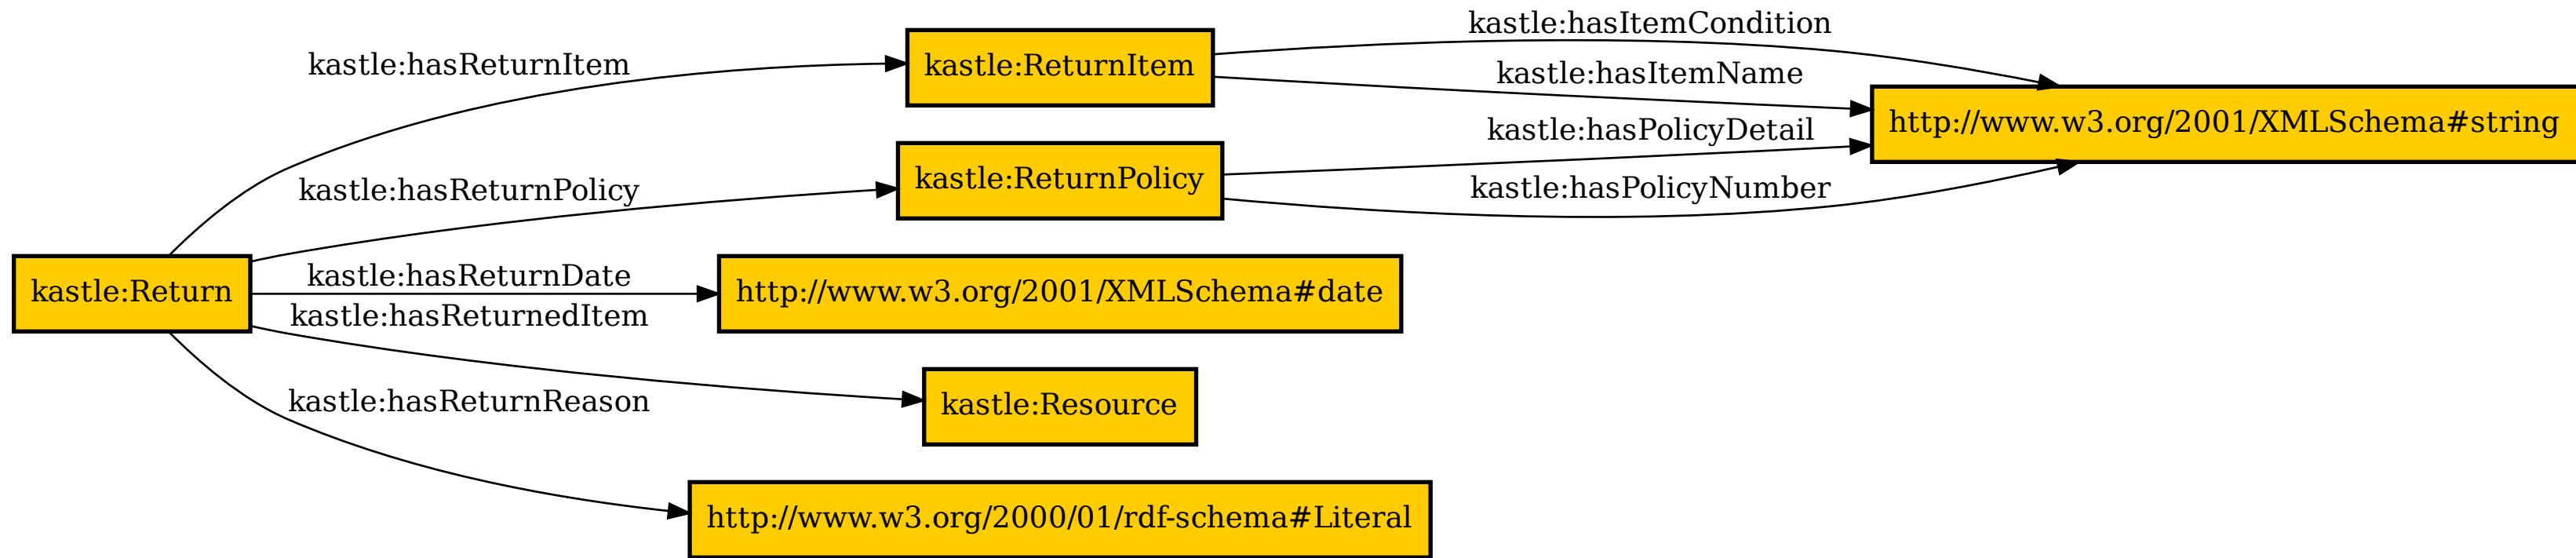 kastle:hasItemCondition
kastle:hasReturnItem
kastle:ReturnItem
kastle:hasItemName
http://www.w3.org/2001/XMLSchema#string
kastle:hasPolicyDetail
kastle:hasReturnPolicy
kastle:ReturnPolicy
kastle:hasPolicyNumber
kastle:Return
kastle:hasReturnDate
http://www.w3.org/2001/XMLSchema#date
kastle:hasReturnedItem
kastle:Resource
kastle:hasReturnReason
http://www.w3.org/2000/01/rdf-schema#Literal